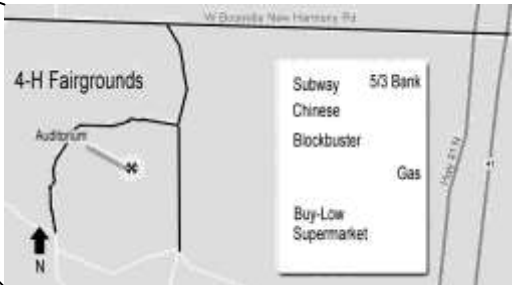 W Boonville New Harmony Rd
4-H Fairgrounds
Subway 5/3 Bank
Chinese
Auditorium
Blockbuster
Gas
Hwy 41 N
41
Buy-Low
Supermarket
N